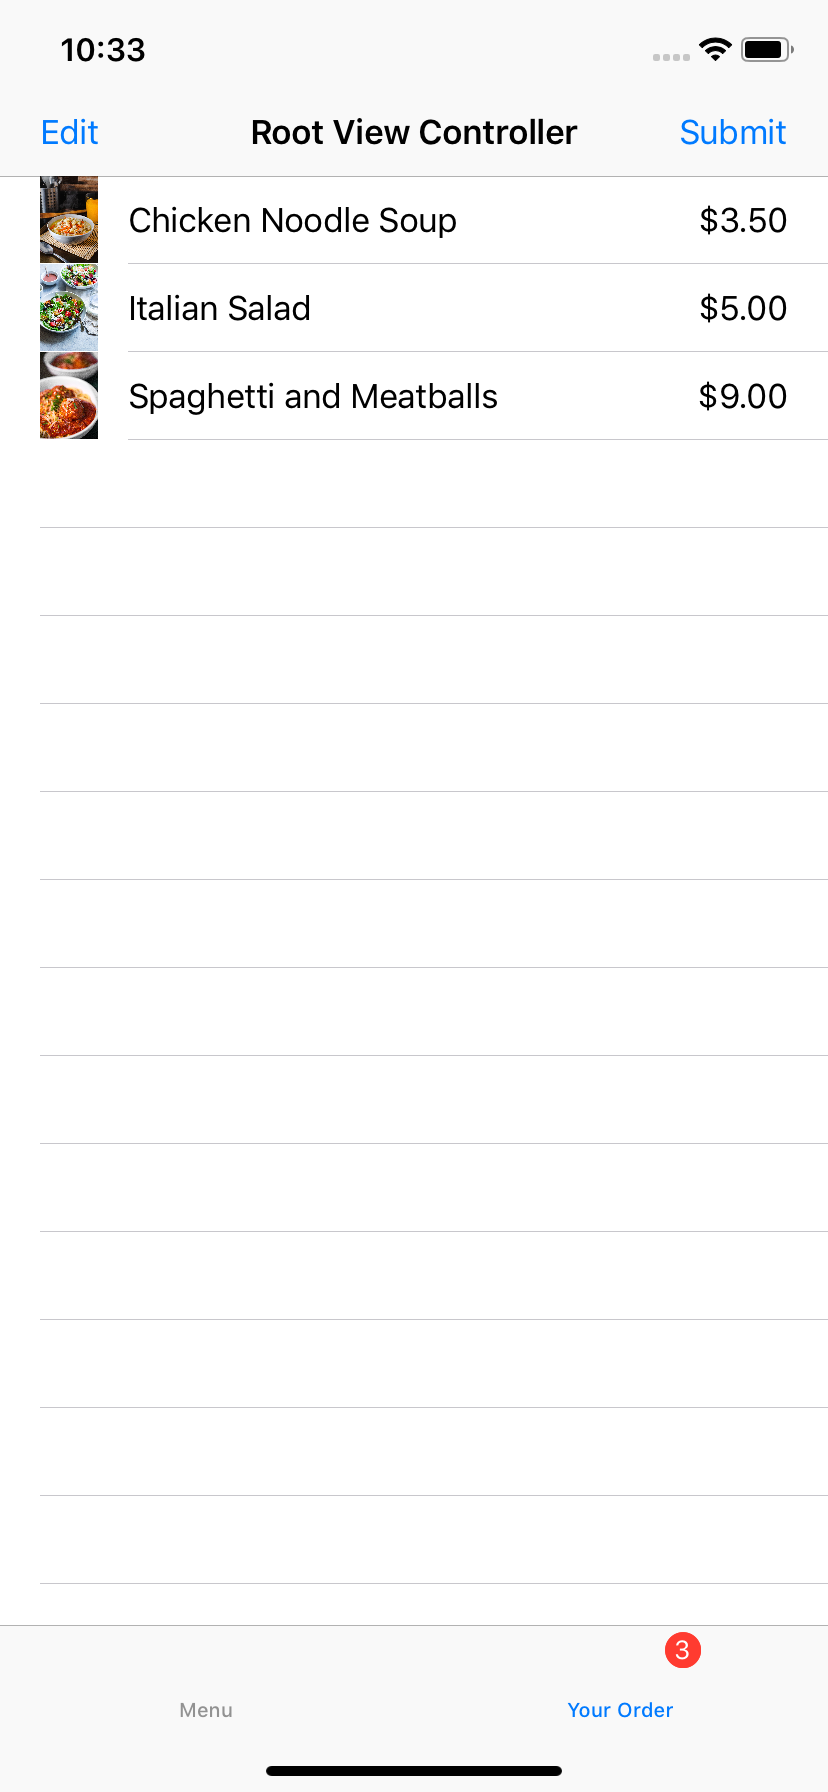 10:33
Edit Root View Controller Submit
Chicken Noodle Soup $3.50
Italian Salad $5.00
Spaghetti and Meatballs $9.00
3
Menu Your Order